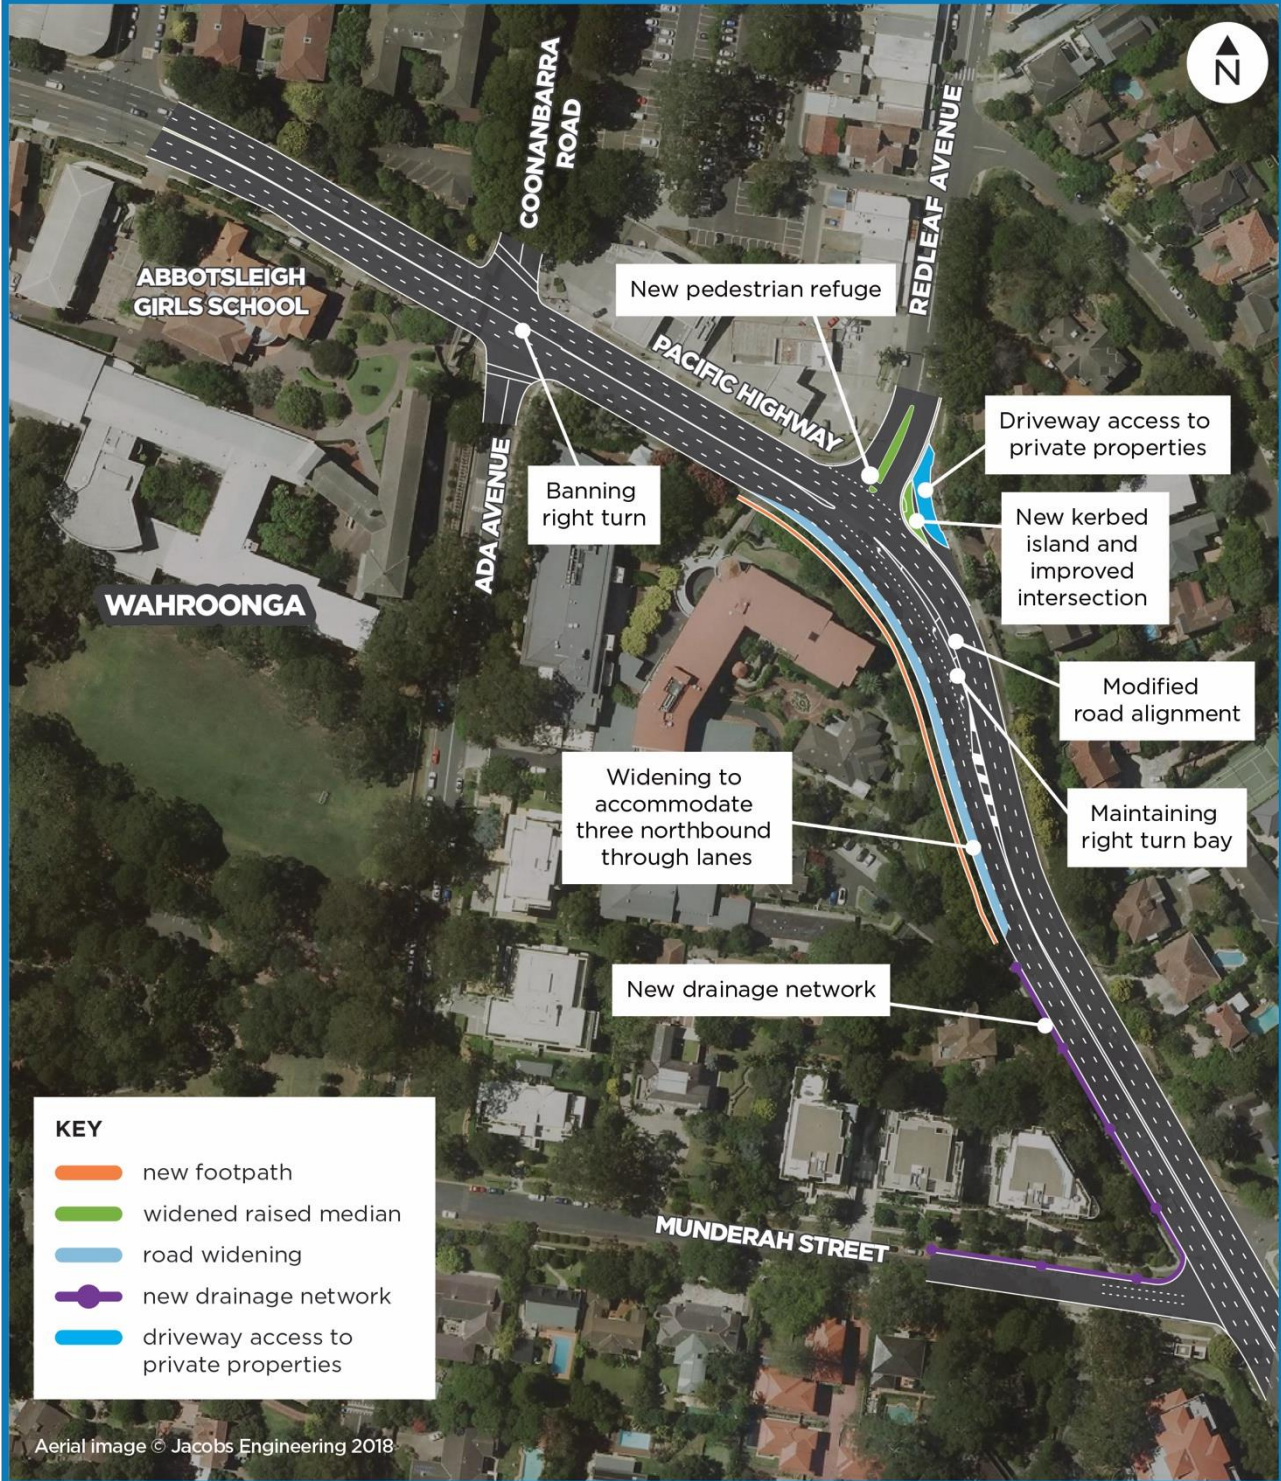 N
COONANBARRA
ROAD
REDLEAF AVENUE
ABBOTSLEIGH
GIRLS SCHOOL
New pedestrian refuge
PACIFIC HIGHWAY
Driveway access to
private properties
ADA AVENUE
Banning
right turn
New kerbed
island and
improved
intersection
WAHROONGA
Modified
road alignment
Widening to
accommodate
three northbound
through lanes
Maintaining
right turn bay
New drainage network
MUNDERAH STREET
KEY
new footpath
widened raised median
road widening
new drainage network
driveway access to
private properties
Aerial image © Jacobs Engineering 2018